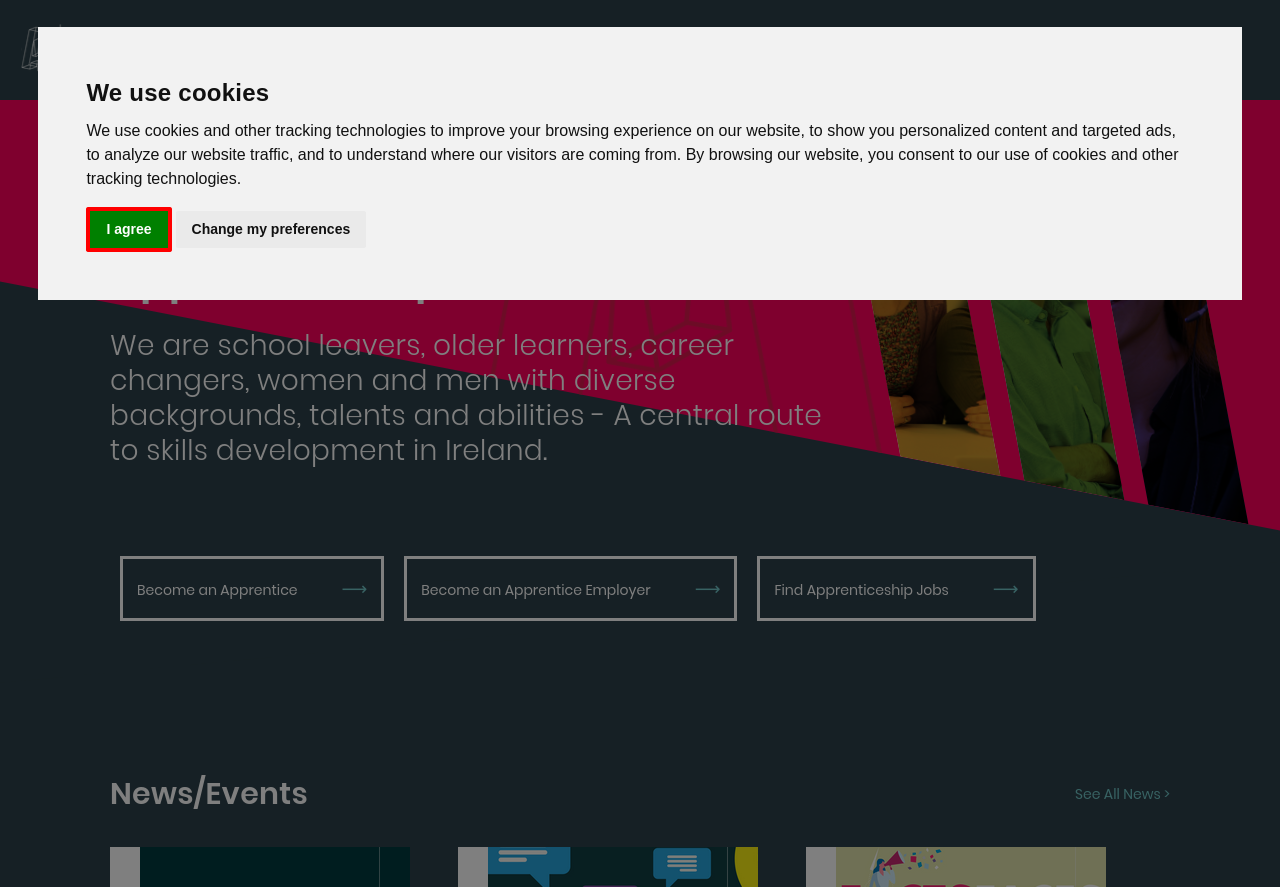 We use cookies
We use cookies and other tracking technologies to improve your browsing experience on our website, to show you personalized content and targeted ads,
to analyze our website traffic, and to understand where our visitors are coming from. By browsing our website, you consent to our use of cookies and other
tracking technologies.
I agree
Change my preferences
We are school leavers, older learners, career
changers, women and men with diverse
backgrounds, talents and abilities - A central route
to skills development in Ireland.
Become an Apprentice
Become an Apprentice Employer
Find Apprenticeship Jobs
News/Events
See All News >